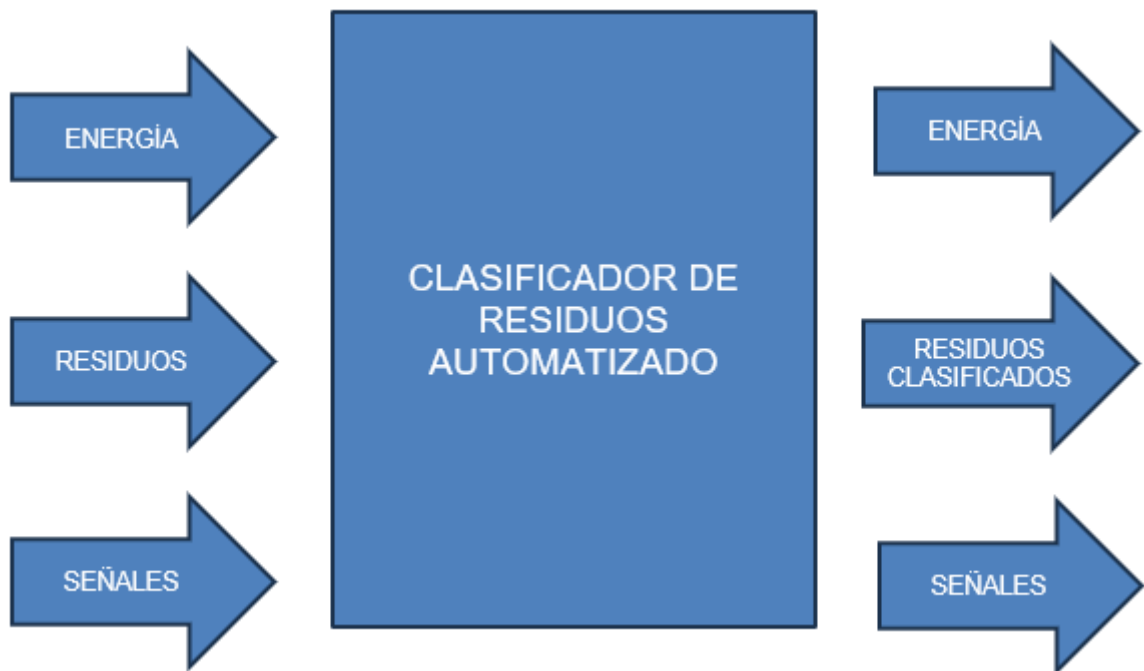 ENERGÍA
RESIDUOS
SEÑALES
CLASIFICADOR DE
RESIDUOS
AUTOMATIZADO
ENERGÍA
RESIDUOS
CLASIFICADOS
SEÑALES